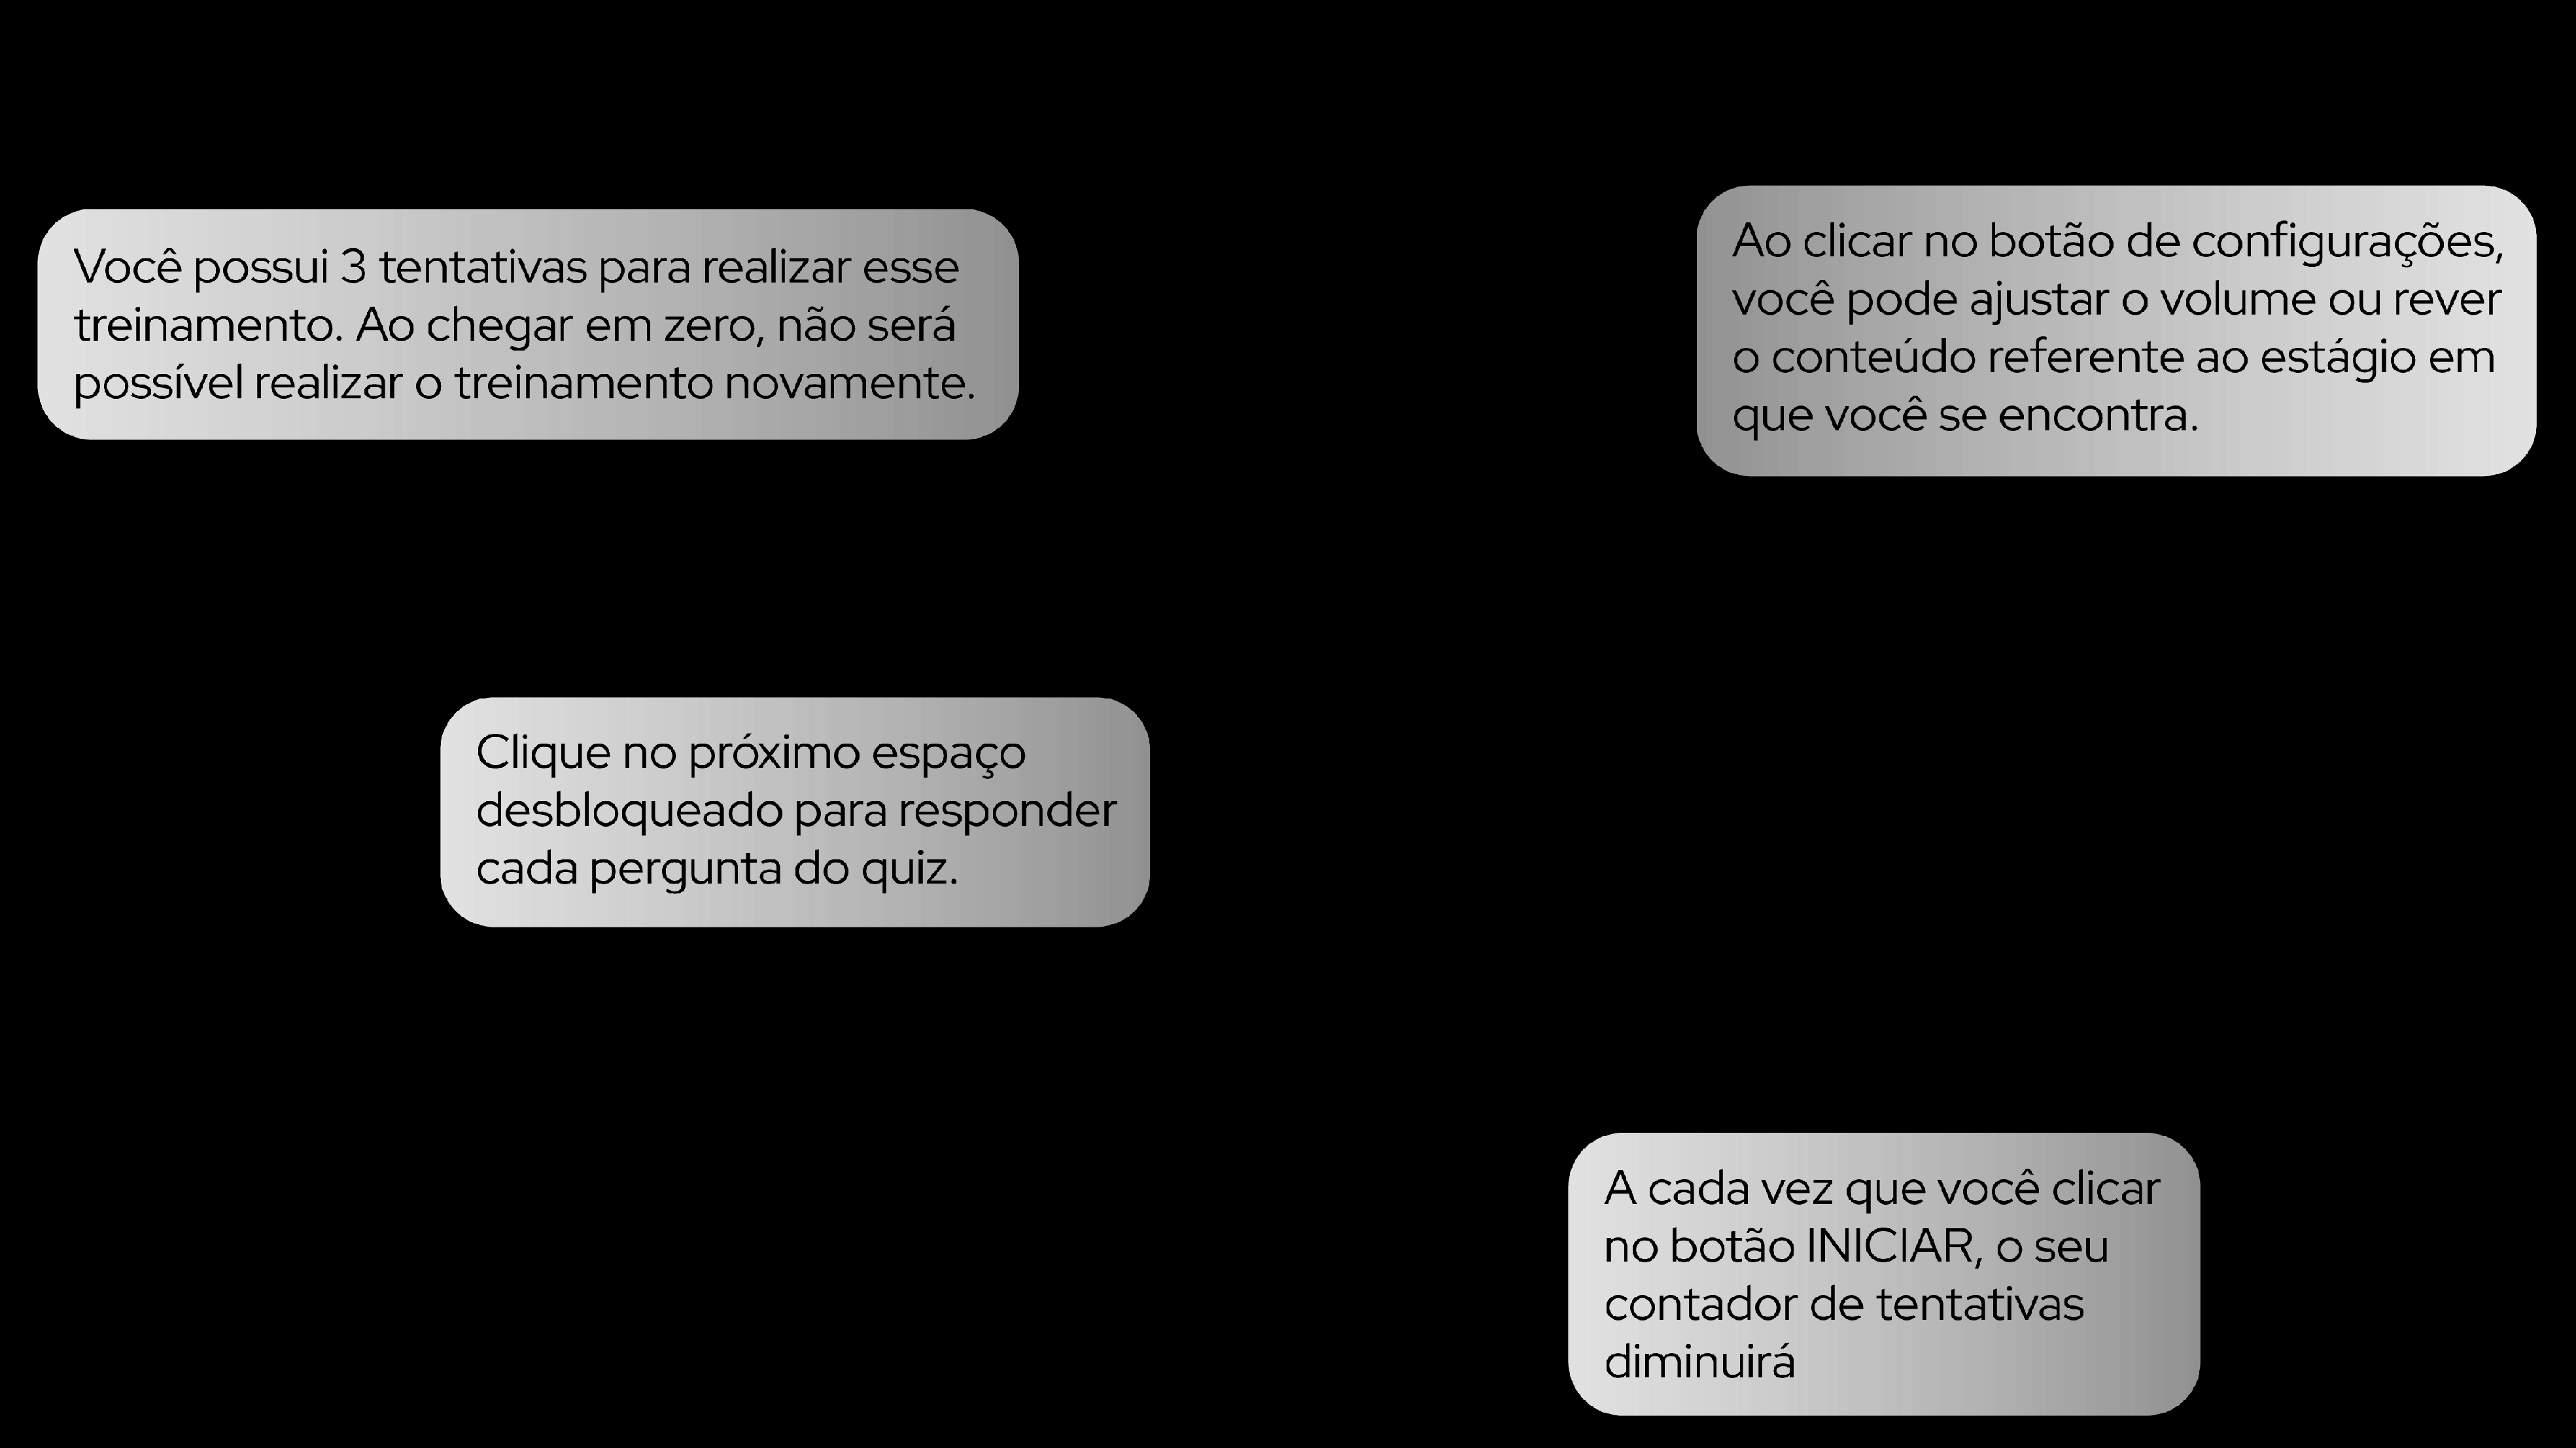 Você possui 3 tentativas para realizar esse
treinamento. Ao chegar em zero, não será
possível realizar o treinamento novamente.
Ao clicar no botão de configurações,
você pode ajustar o volume ou rever
o conteúdo referente ao estágio em
que você se encontra.
Clique no próximo espaço
desbloqueado para responder
cada pergunta do quiz.
A cada vez que você clicar
no botão INICIAR, o seu
contador de tentativas
diminuirá